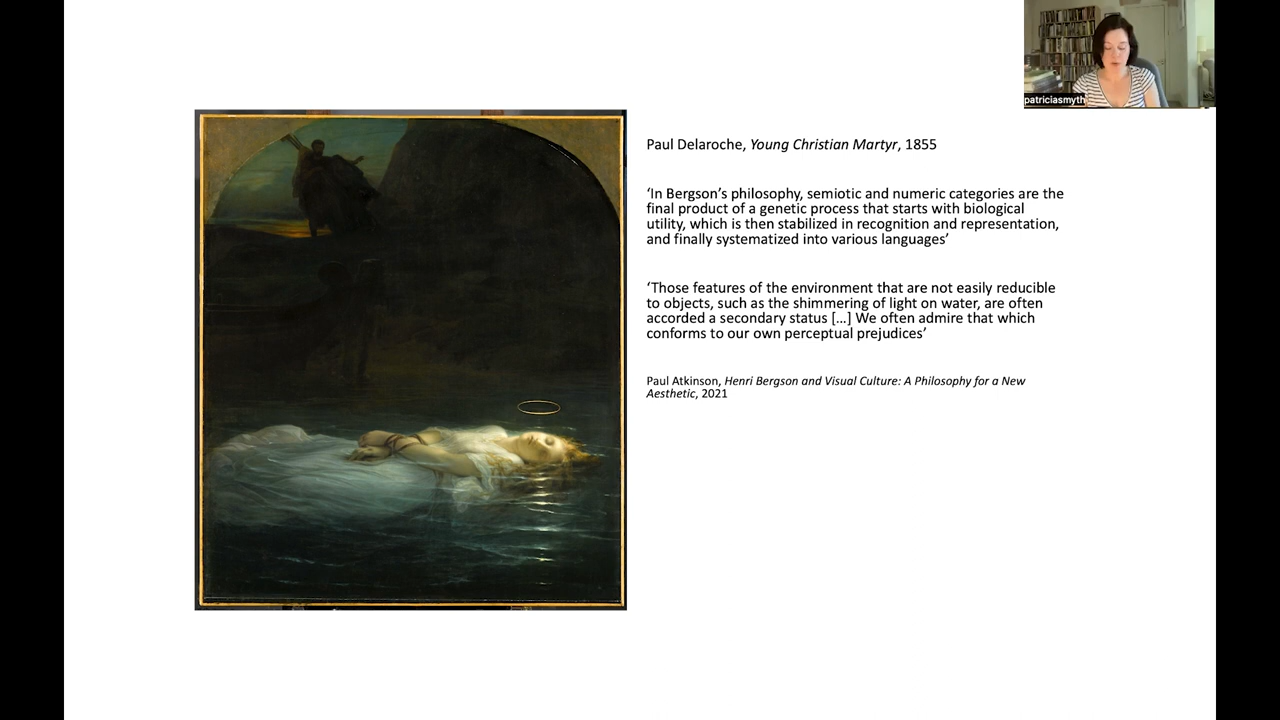 patriciasmyth
Paul Delaroche, Young Christian Martyr, 1855
‘In Bergson’s philosophy, semiotic and numeric categories are the
final product of a genetic process that starts with biological
utility, which is then stabilized in recognition and representation,
and finally systematized into various languages’
‘Those features of the environment that are not easily reducible
to objects, such as the shimmering of light on water, are often
accorded a secondary status [...] We often admire that which
conforms to our own perceptual prejudices’
Paul Atkinson, Henri Bergson and Visual Culture: A Philosophy for a New
Aesthetic, 2021